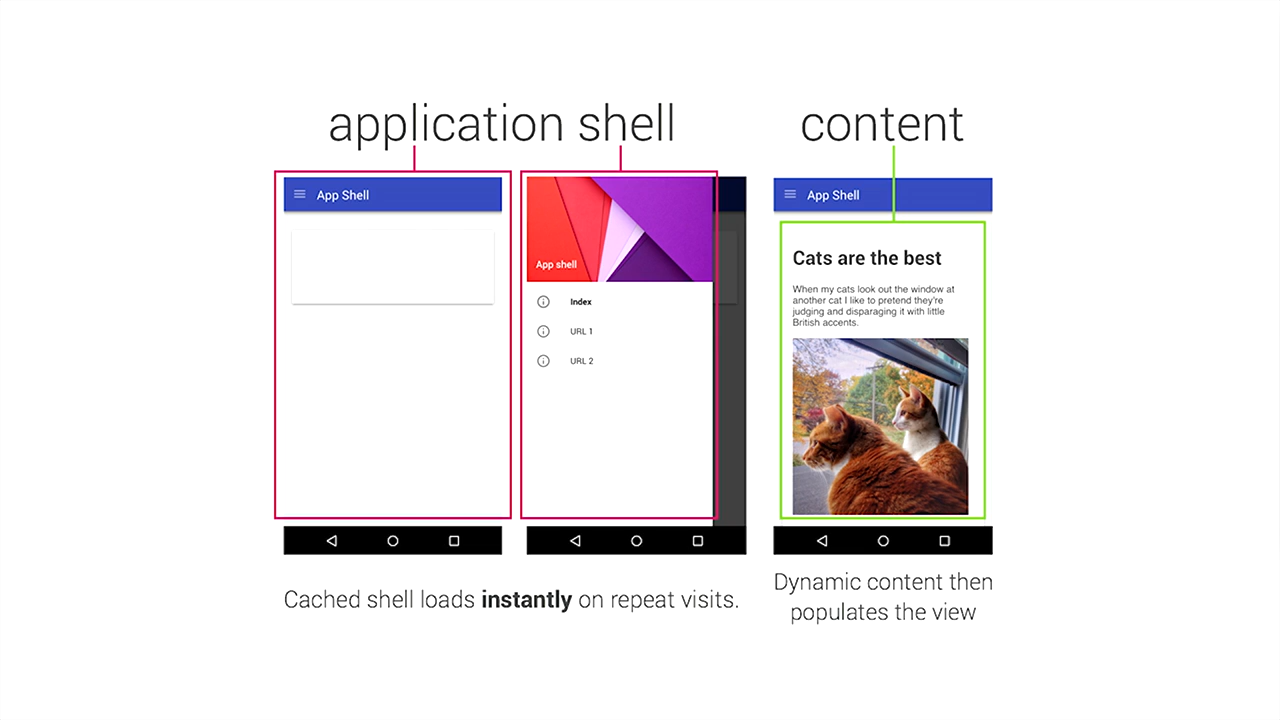 application shell
content
App Shell
App shell
Index
URL 1
URL 2
App Shell
Cats are the best
When my cats look out the window at
another cat I like to pretend they're
judging and disparaging it with little
British accents.
Cached shell loads instantly on repeat visits.
Dynamic content then
populates the view